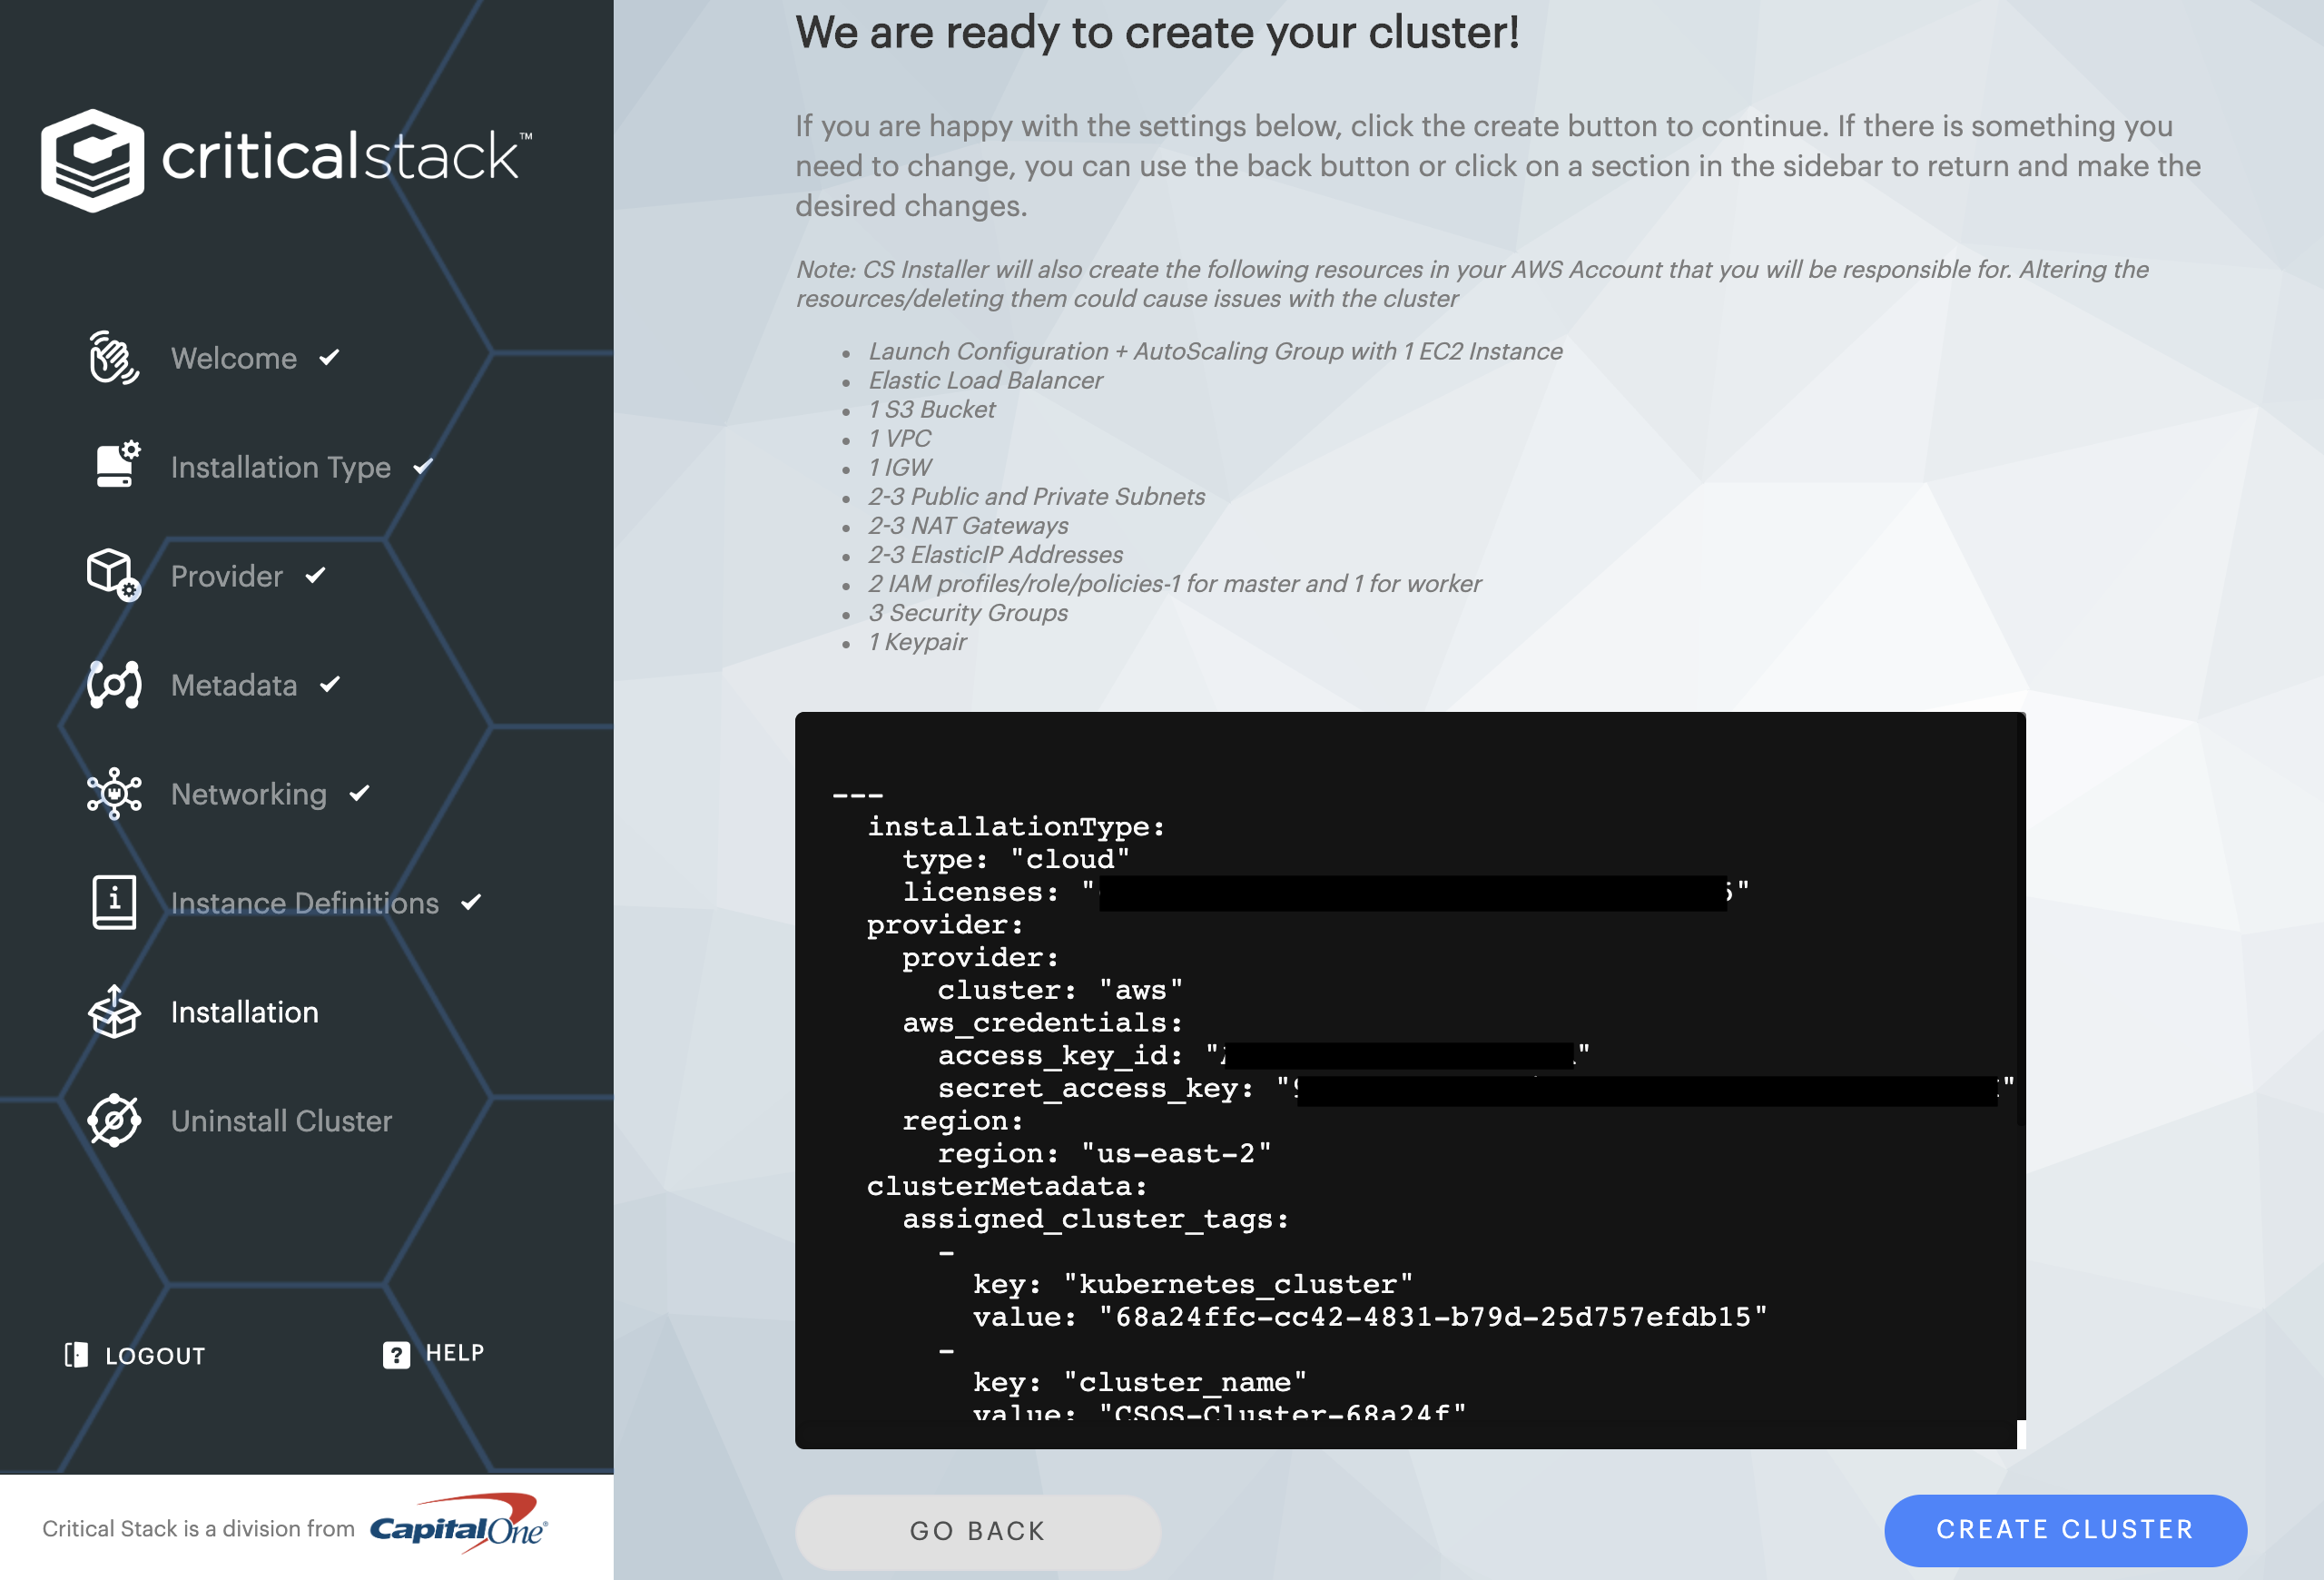 criticalstack™
Welcome
Installation Type
Provider
Metadata
Networking
Instance Definitions
Installation
Uninstall Cluster
LOGOUT
HELP
Critical Stack is a division from CapitalOne®
We are ready to create your cluster!
If you are happy with the settings below, click the create button to continue. If there is something you
need to change, you can use the back button or click on a section in the sidebar to return and make the
desired changes.
Note: CS Installer will also create the following resources in your AWS Account that you will be responsible for. Altering the
resources/deleting them could cause issues with the cluster
• Launch Configuration + AutoScaling Group with 1 EC2 Instance
• Elastic Load Balancer
• 1 S3 Bucket
• 1 VPC
• 1 IGW
• 2-3 Public and Private Subnets
• 2-3 NAT Gateways
• 2-3 ElasticIP Addresses
• 2 IAM profiles/role/policies-1 for master and 1 for worker
• 3 Security Groups
• 1 Keypair
---
installationType:
type: "cloud"
licenses: " "
provider:
provider:
cluster: "aws"
aws_credentials:
access_key_id: " "
secret_access_key: " "
region:
region: "us-east-2"
clusterMetadata:
assigned_cluster_tags:
-
key: "kubernetes_cluster"
value: "68a24ffc-cc42-4831-b79d-25d757efdb15"
-
key: "cluster_name"
value: "CSOS-Cluster-68a24f"
GO BACK
CREATE CLUSTER